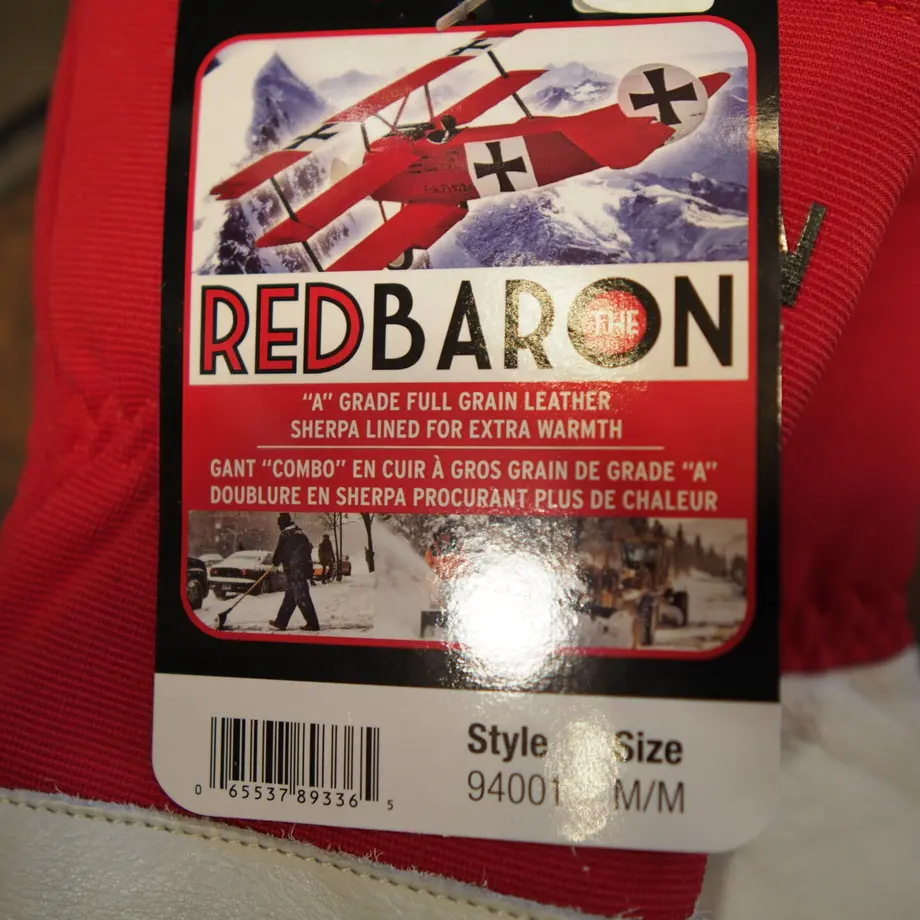 RED BARON
THE
"A" GRADE FULL GRAIN LEATHER
SHERPA LINED FOR EXTRA WARMTH
GANT "COMBO" EN CUIR À GROS GRAIN DE GRADE "A"
DOUBLURE EN SHERPA PROCURANT PLUS DE CHALEUR
Style Size
M/M
0 65537 89336 5